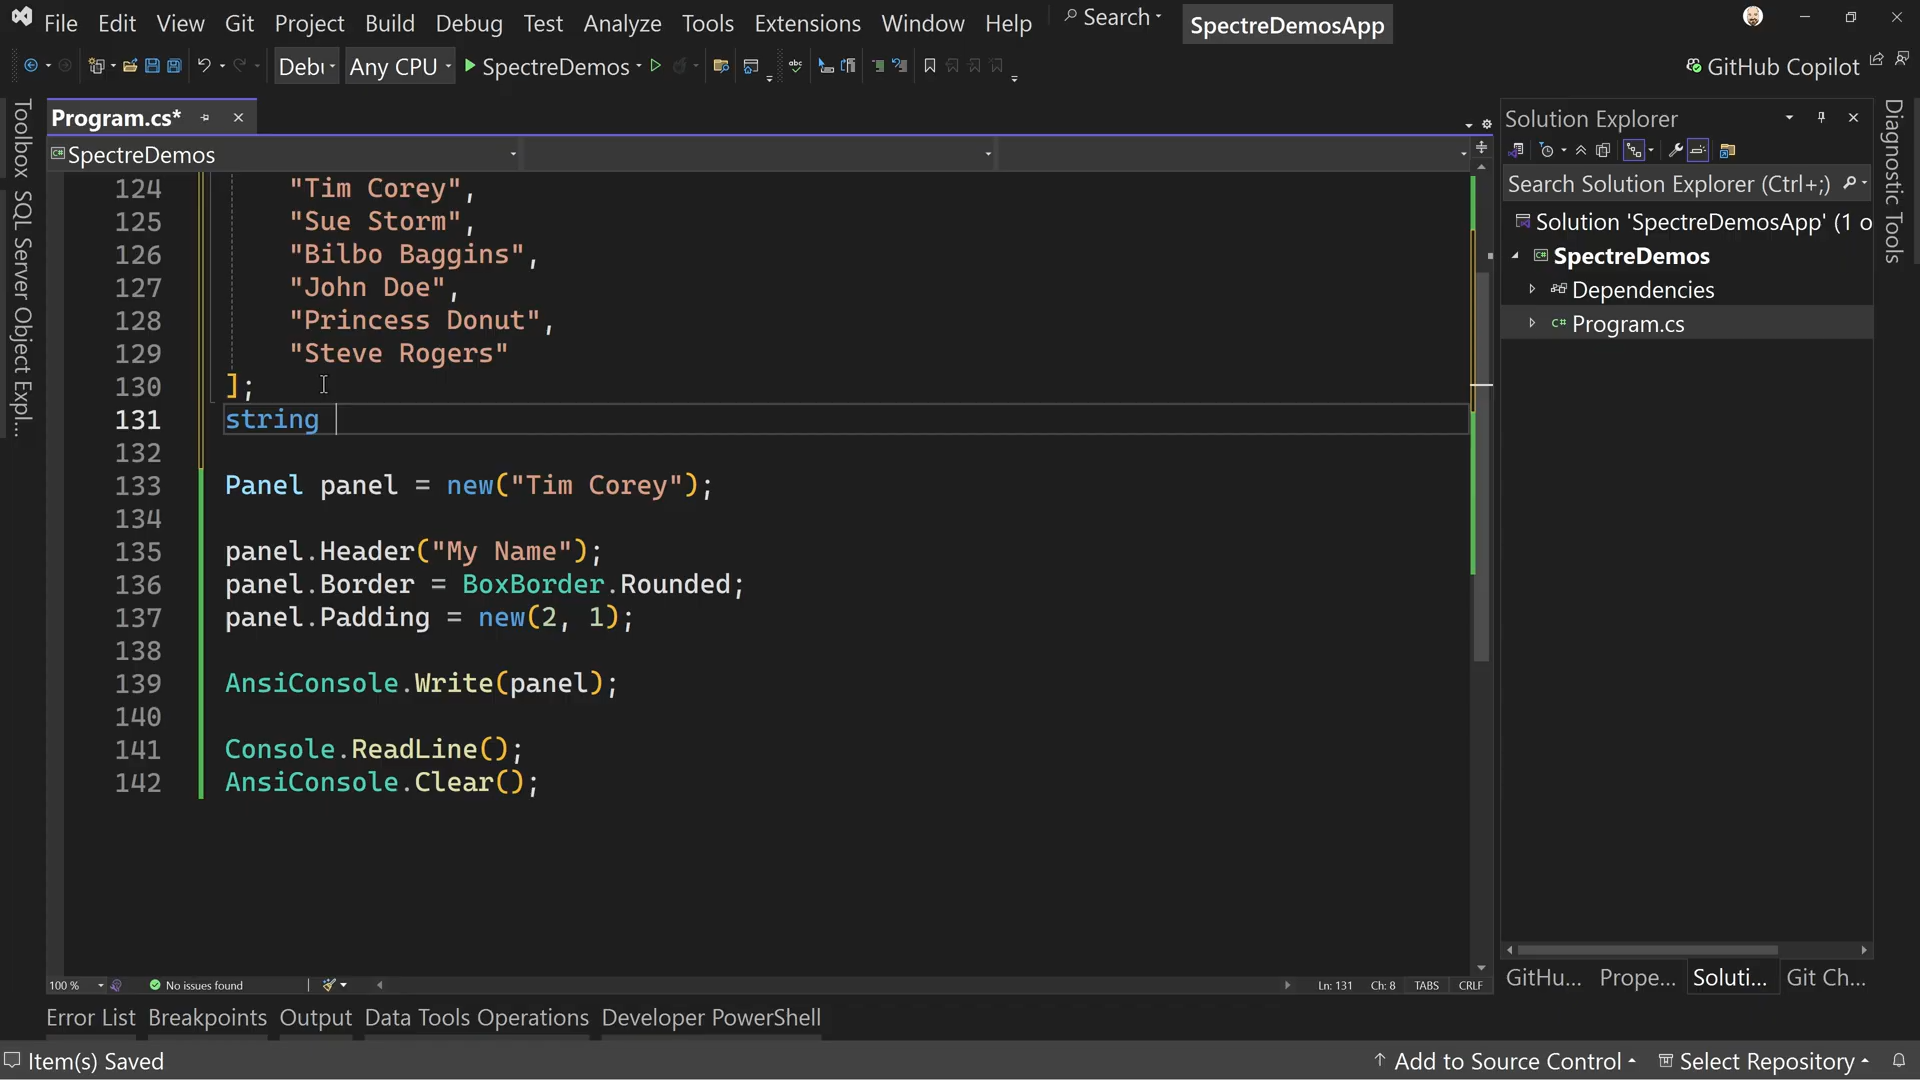 File Edit View Git Project Build Debug Test Analyze Tools Extensions Window Help Search SpectreDemosApp
Debu Any CPU SpectreDemos GitHub Copilot
Toolbox
SQL Server Object Expl...
Program.cs*
SpectreDemos
124 "Tim Corey",
125 "Sue Storm",
126 "Bilbo Baggins",
127 "John Doe",
128 "Princess Donut",
129 "Steve Rogers"
130 ];
131 string
132
133 Panel panel = new("Tim Corey");
134
135 panel.Header("My Name");
136 panel.Border = BoxBorder.Rounded;
137 panel.Padding = new(2, 1);
138
139 AnsiConsole.Write(panel);
140
141 Console.ReadLine();
142 AnsiConsole.Clear();
100 % No issues found Ln: 131 Ch: 8 TABS CRLF
Solution Explorer
Search Solution Explorer (Ctrl+;)
Solution 'SpectreDemosApp' (1 o
SpectreDemos
Dependencies
C# Program.cs
GitHu... Prope... Soluti... Git Ch...
Diagnostic Tools
Error List Breakpoints Output Data Tools Operations Developer PowerShell
Item(s) Saved Add to Source Control Select Repository